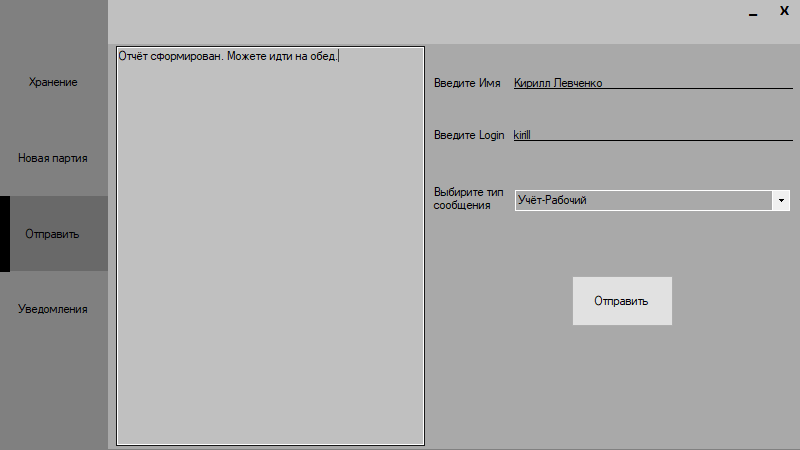 _ X
Хранение
Новая партия
Отправить
Уведомления
Отчёт сформирован. Можете идти на обед.
Введите Имя Кирилл Левченко
Введите Login kirill
Выбирите тип
сообщения
Учёт-Рабочий
Отправить